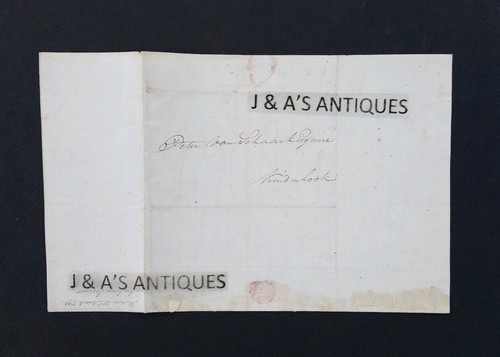 J & A'S ANTIQUES
Peter Van Schaack Esquire
Kinderhook
J & A'S ANTIQUES